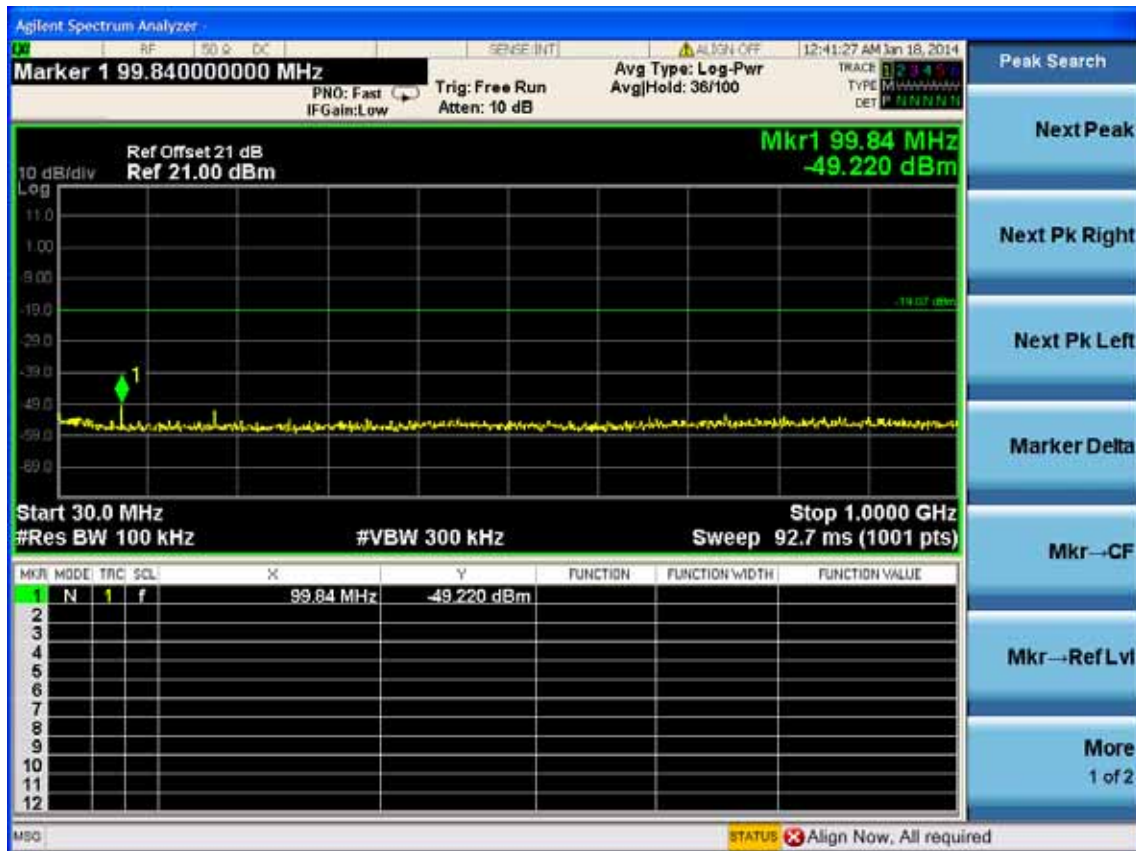 Agilent Spectrum Analyzer -
RF 50 Ω DC SENSE:INT ALIGN OFF 12:41:27 AM Jan 18, 2014
Marker 1 99.840000000 MHz
PNO: Fast
IFGain:Low
Trig: Free Run
Atten: 10 dB
Avg Type: Log-Pwr
Avg|Hold: 36/100
TRACE 1 2 3 4 5 6
TYPE M
DET P N N N N N
Mkr1 99.84 MHz
-49.220 dBm
Ref Offset 21 dB
10 dB/div Ref 21.00 dBm
Log
11.0
1.00
-9.00
-19.0
-19.07 dBm
-29.0
-39.0
1
-49.0
-59.0
-69.0
Start 30.0 MHz Stop 1.0000 GHz
#Res BW 100 kHz #VBW 300 kHz Sweep 92.7 ms (1001 pts)
MKR MODE TRC SCL X Y FUNCTION FUNCTION WIDTH FUNCTION VALUE
1 N 1 f 99.84 MHz -49.220 dBm
2
3
4
5
6
7
8
9
10
11
12
MSG STATUS Align Now, All required
Peak Search
Next Peak
Next Pk Right
Next Pk Left
Marker Delta
Mkr→CF
Mkr→Ref Lvl
More
1 of 2